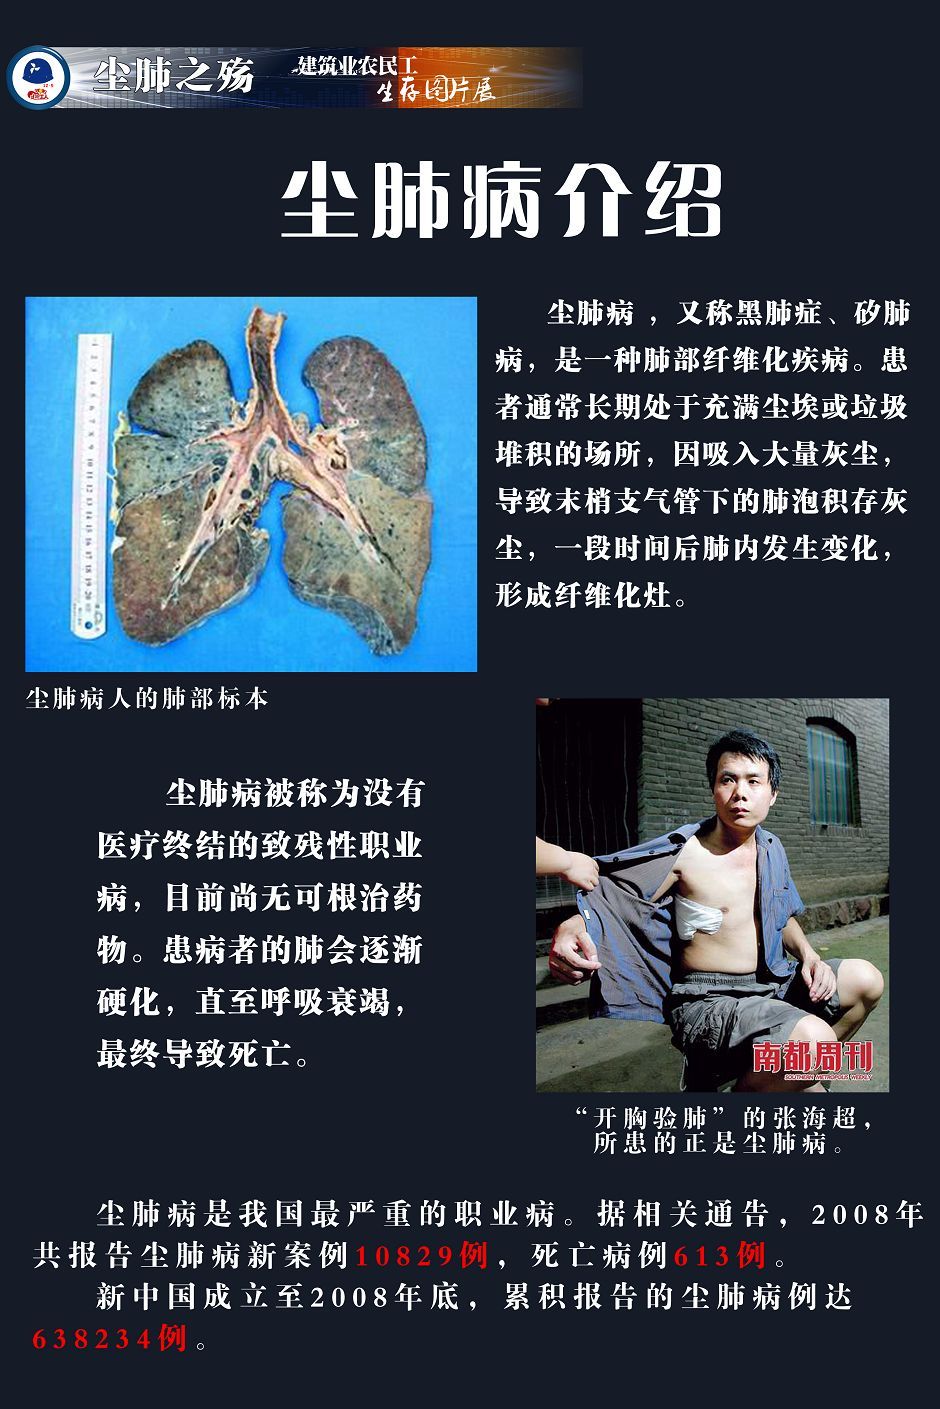 尘肺之殇
建筑业农民工
生存图片展
尘肺病介绍
尘肺病 ，又称黑肺症、矽肺
病，是一种肺部纤维化疾病。患
者通常长期处于充满尘埃或垃圾
堆积的场所，因吸入大量灰尘，
导致末梢支气管下的肺泡积存灰
尘，一段时间后肺内发生变化，
形成纤维化灶。
尘肺病人的肺部标本
尘肺病被称为没有
医疗终结的致残性职业
病，目前尚无可根治药
物。患病者的肺会逐渐
硬化，直至呼吸衰竭，
最终导致死亡。
南都周刊
SOUTHERN METROPOLIS WEEKLY
“开胸验肺”的张海超，
所患的正是尘肺病。
尘肺病是我国最严重的职业病。据相关通告，2008年
共报告尘肺病新案例10829例，死亡病例613例。
新中国成立至2008年底，累积报告的尘肺病例达
638234例。